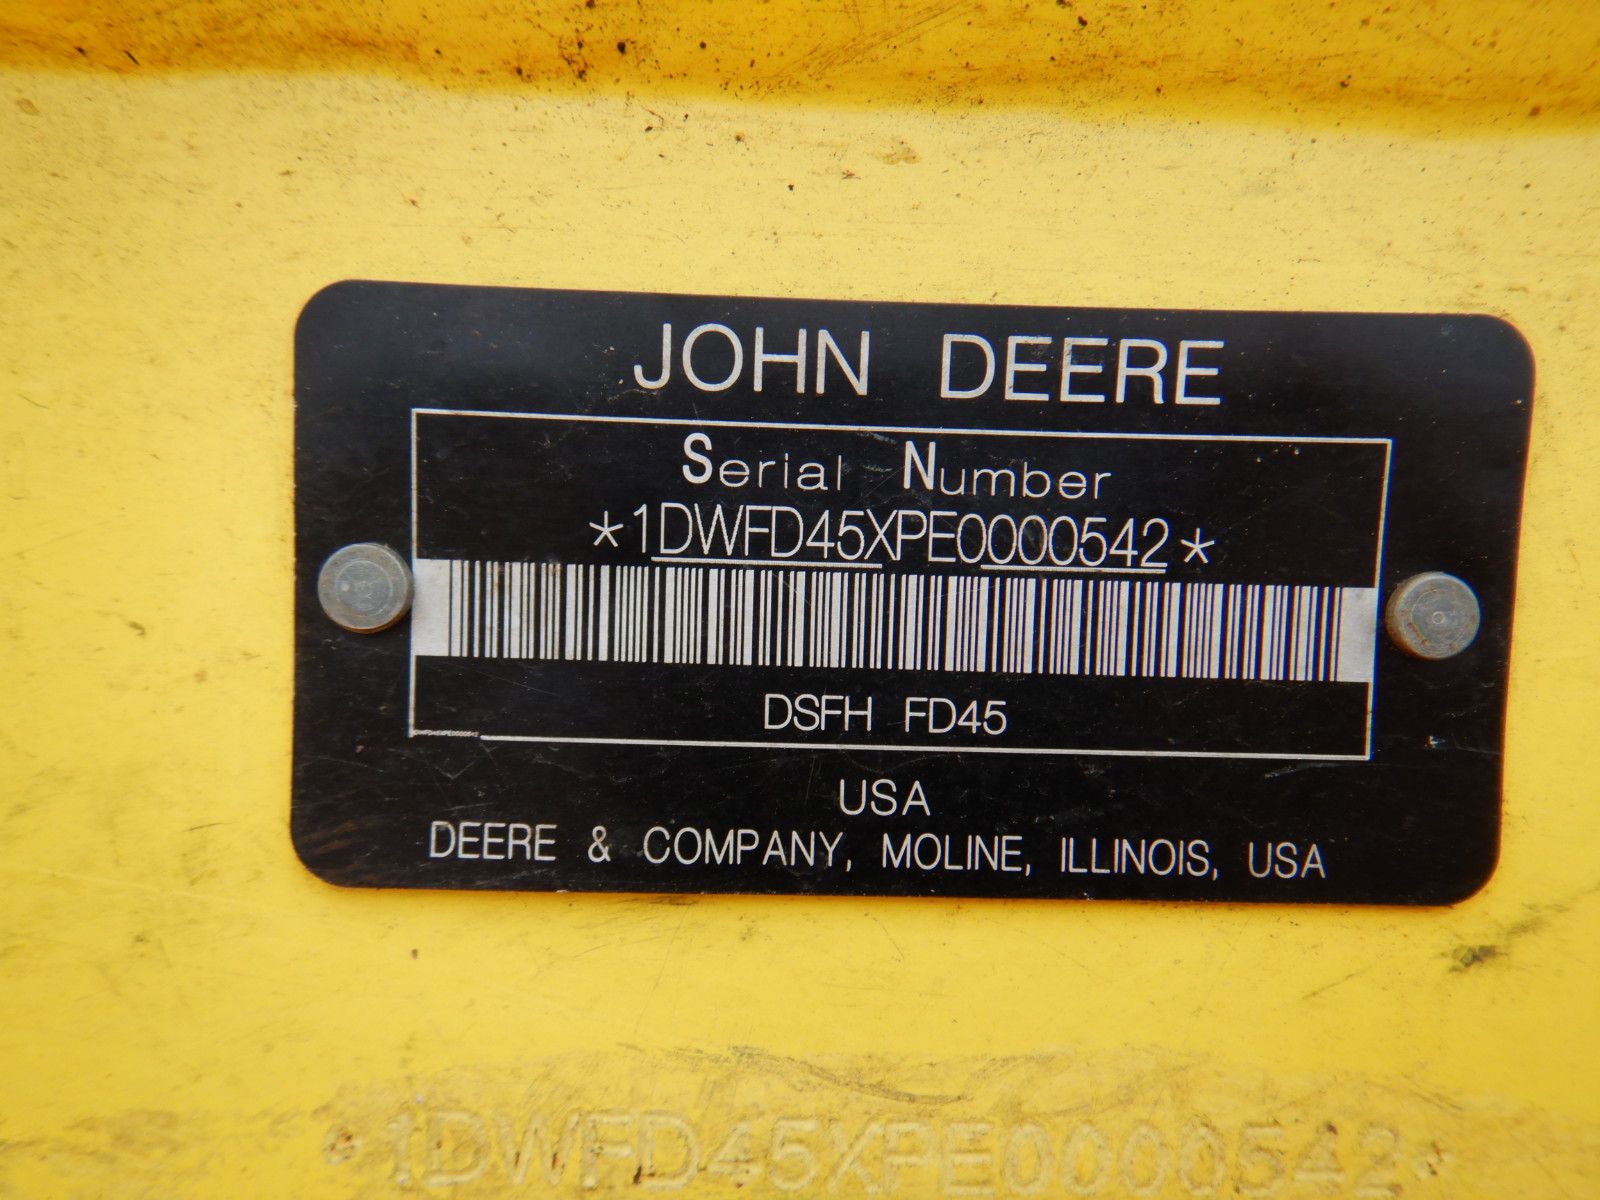 JOHN DEERE
Serial Number
*1DWFD45XPE0000542*
DSFH FD45
USA
DEERE & COMPANY, MOLINE, ILLINOIS, USA
*1DWFD45XPE0000542*